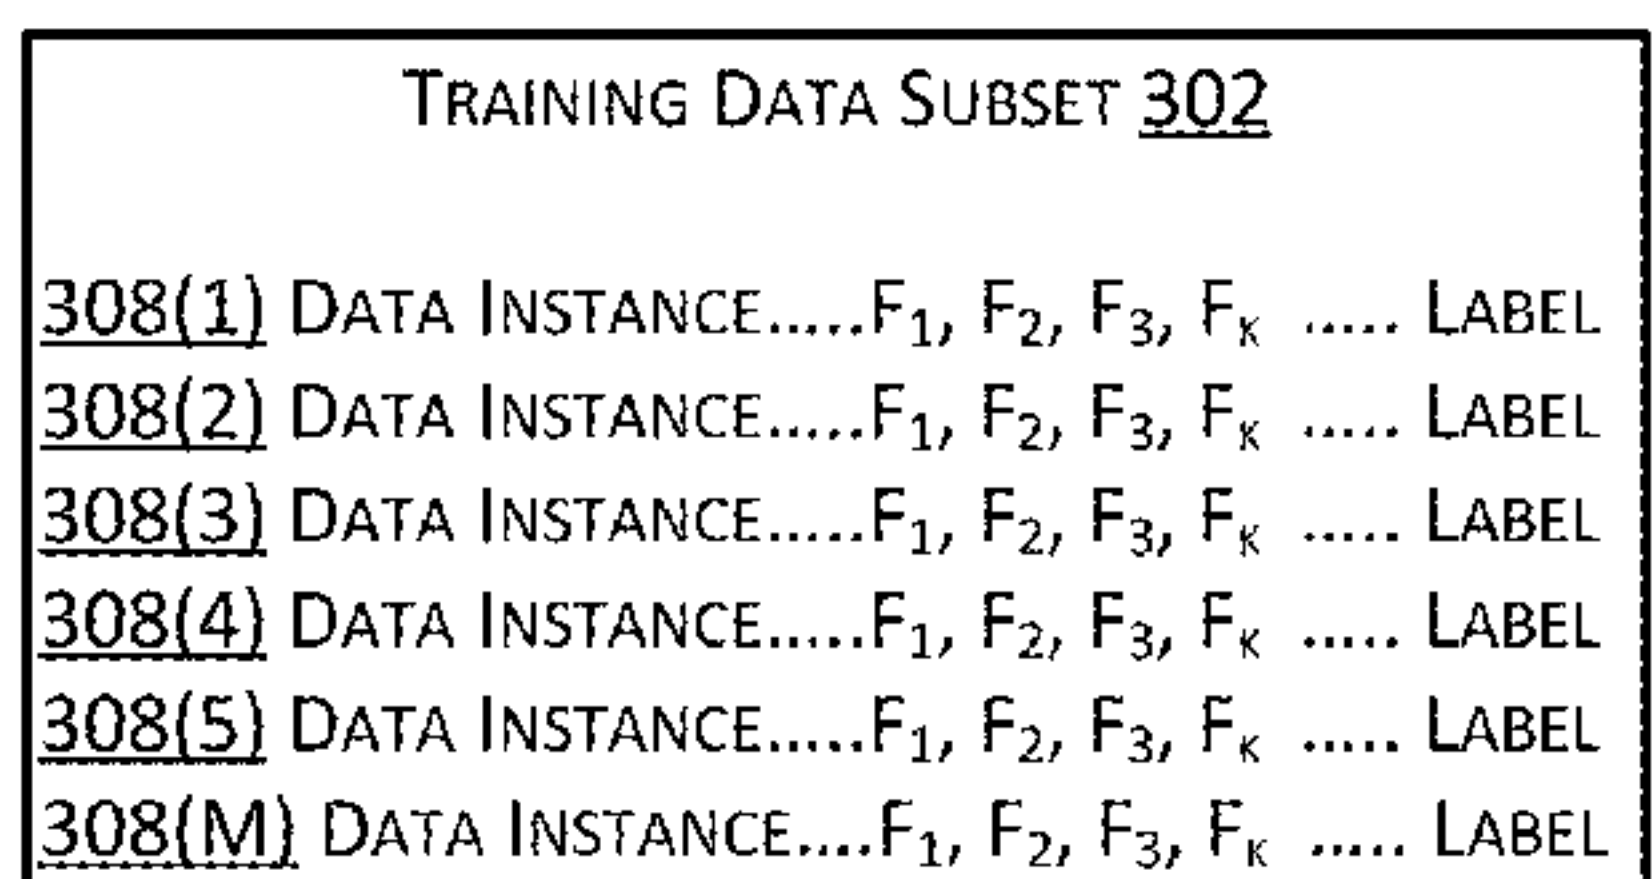 TRAINING DATA SUBSET 302
308(1) DATA INSTANCE.....F₁, F₂, F₃, Fₖ ..... LABEL
308(2) DATA INSTANCE.....F₁, F₂, F₃, Fₖ ..... LABEL
308(3) DATA INSTANCE.....F₁, F₂, F₃, Fₖ ..... LABEL
308(4) DATA INSTANCE.....F₁, F₂, F₃, Fₖ ..... LABEL
308(5) DATA INSTANCE.....F₁, F₂, F₃, Fₖ ..... LABEL
308(M) DATA INSTANCE....F₁, F₂, F₃, Fₖ ..... LABEL